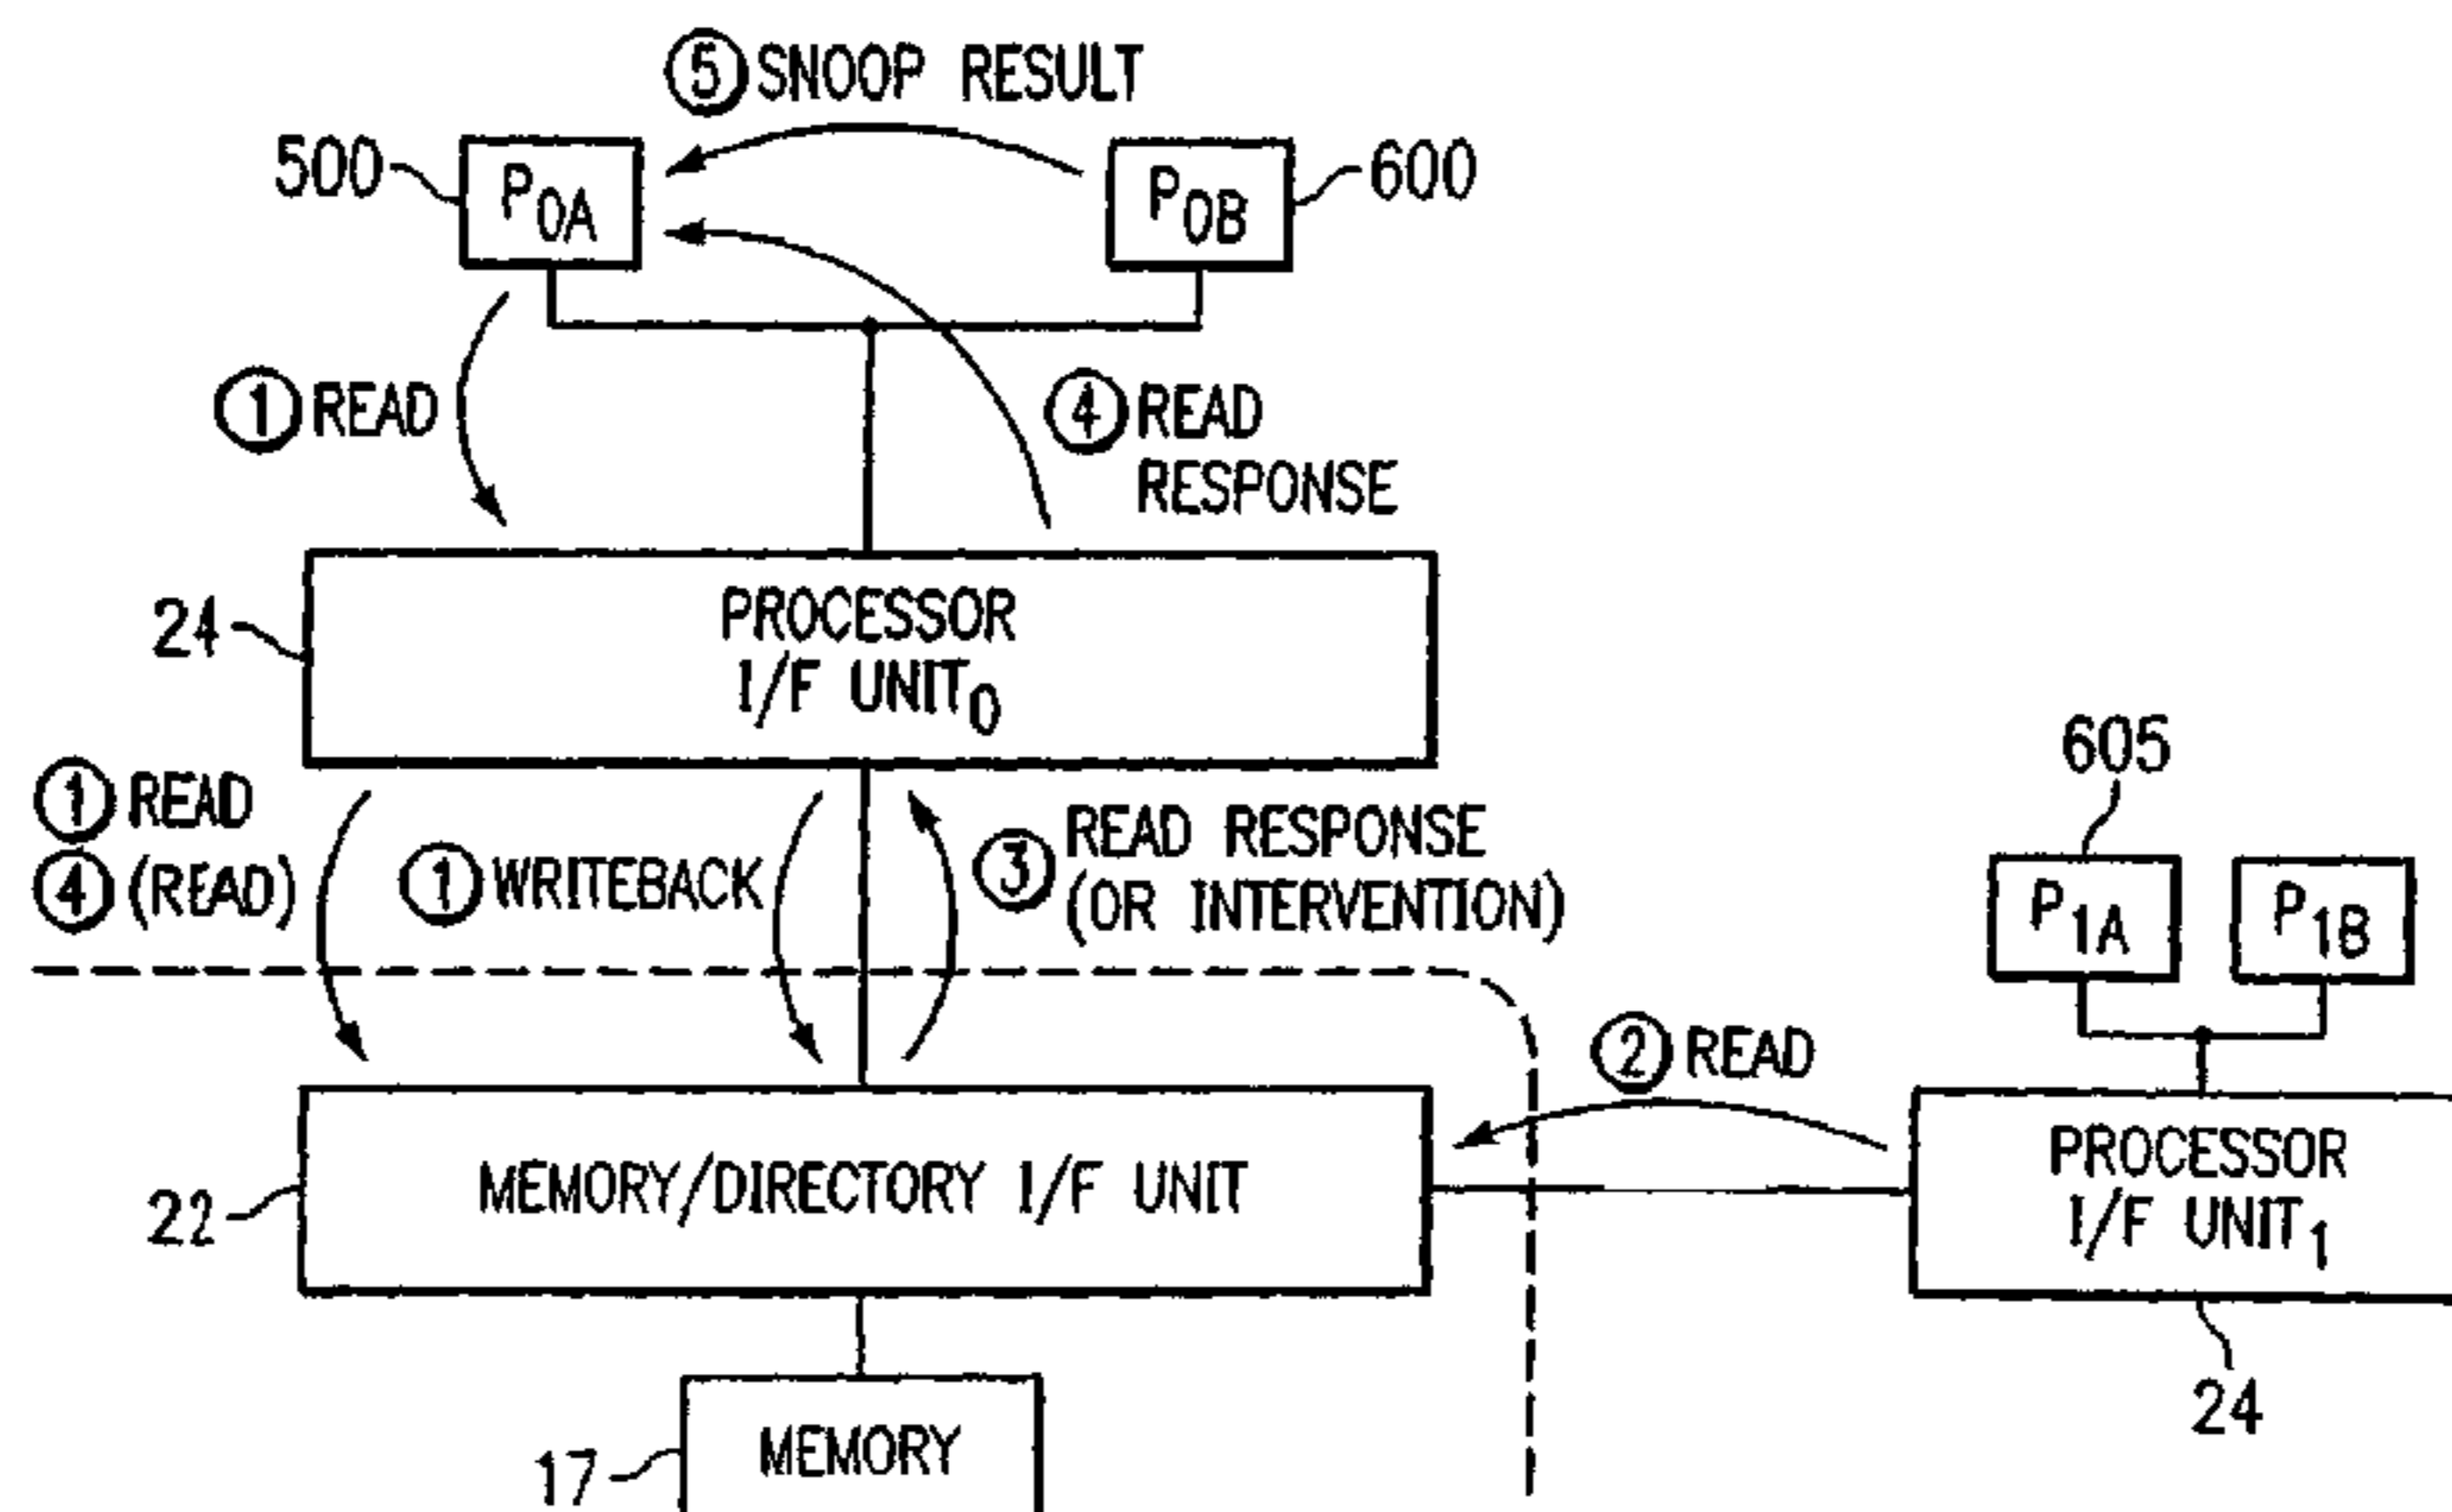 ⑤ SNOOP RESULT
500
P0A
P0B
600
① READ
④ READ
RESPONSE
24
PROCESSOR
I/F UNIT0
605
① READ
④ (READ)
① WRITEBACK
③ READ RESPONSE
(OR INTERVENTION)
P1A
P1B
② READ
22
MEMORY/DIRECTORY I/F UNIT
PROCESSOR
I/F UNIT1
24
17
MEMORY